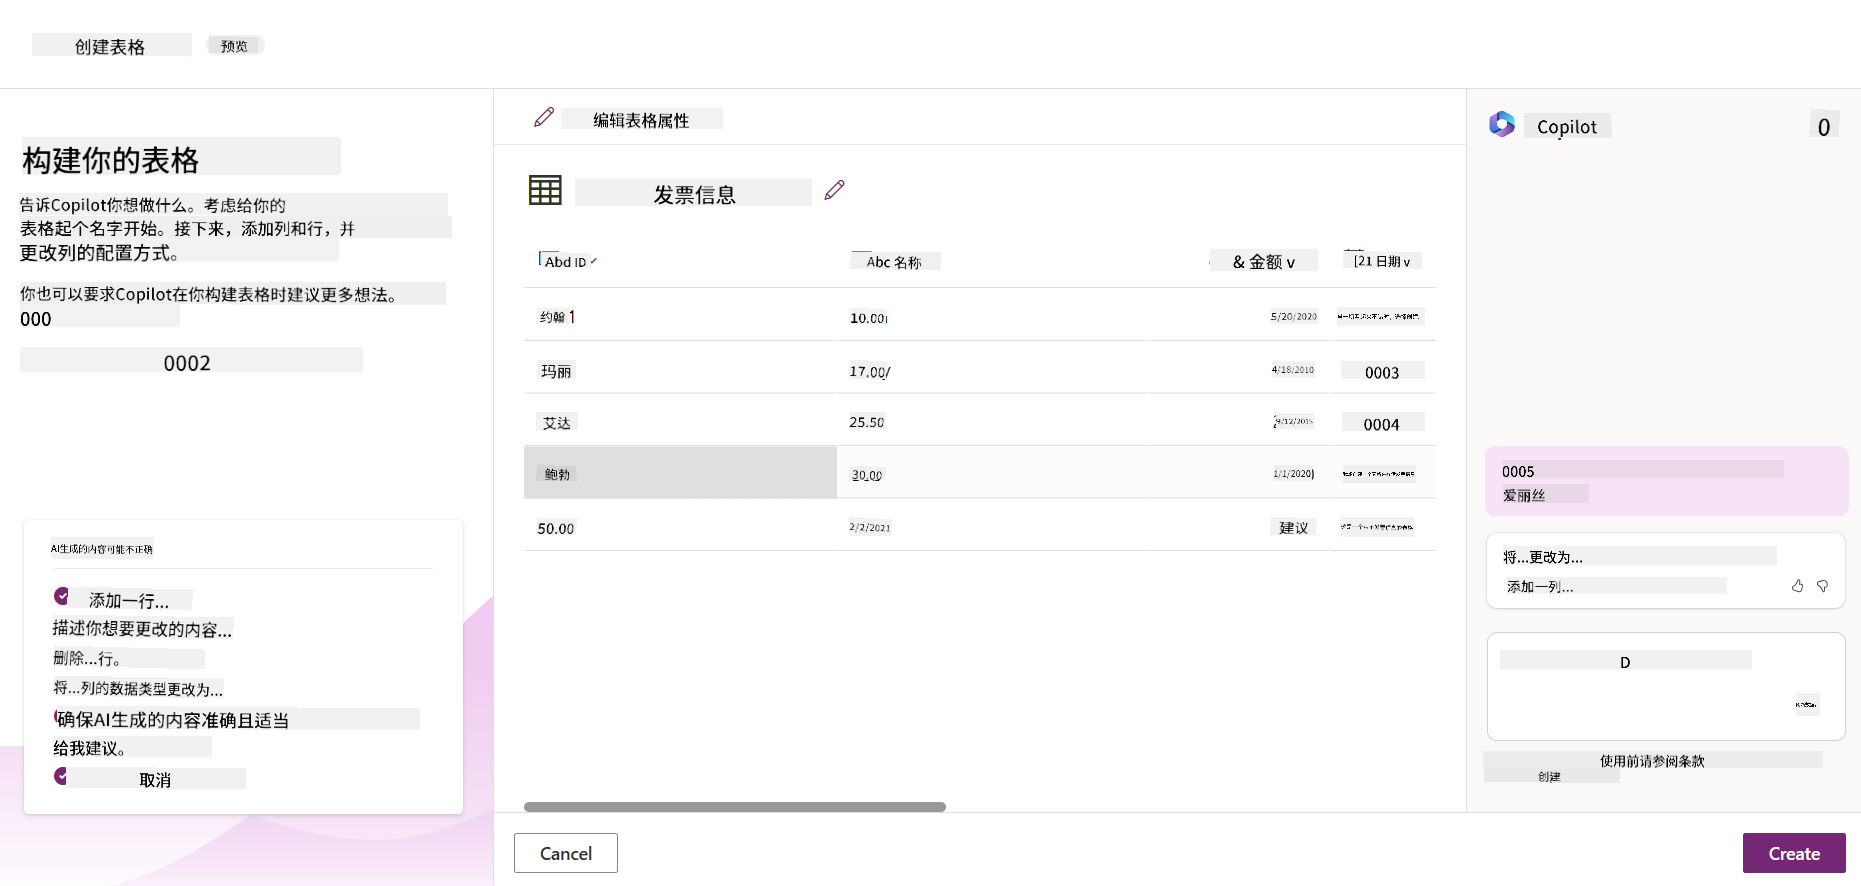 创建表格
预览
构建你的表格
告诉Copilot你想做什么。考虑给你的
表格起个名字开始。接下来，添加列和行，并
更改列的配置方式。
你也可以要求Copilot在你构建表格时建议更多想法。
000
0002
AI生成的内容可能不正确
添加一行...
描述你想要更改的内容...
删除...行。
将...列的数据类型更改为...
确保AI生成的内容准确且适当
给我建议。
取消
编辑表格属性
发票信息
Abd ID
Abc 名称
& 金额 v
[21 日期 v
约翰 1
10.00
5/20/2020
玛丽
17.00/
4/18/2010
0003
艾达
25.50
9/12/2015
0004
鲍勃
30.00
1/1/2020)
50.00
2/2/2021
建议
Cancel
Create
Copilot
0
0005
爱丽丝
将...更改为...
添加一列...
D
使用前请参阅条款
创建